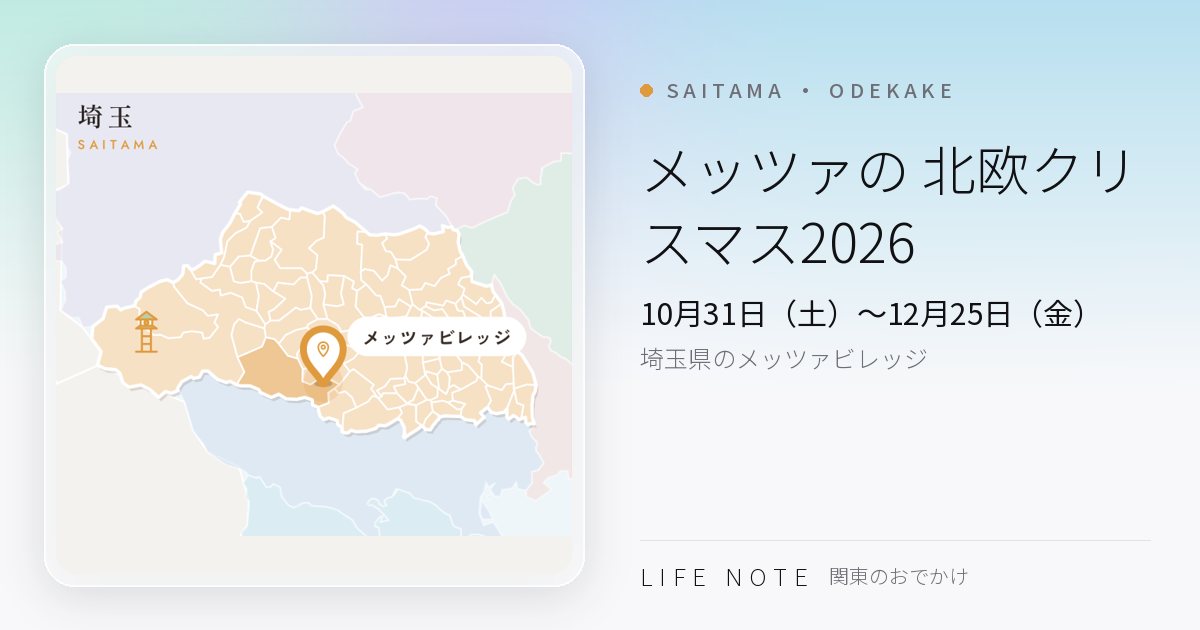 埼玉
SAITAMA
メッツァビレッジ
SAITAMA • ODEKAKE
メッツァの 北欧クリ
スマス2026
10月31日（土）〜12月25日（金）
埼玉県のメッツァビレッジ
LIFE NOTE 関東のおでかけ